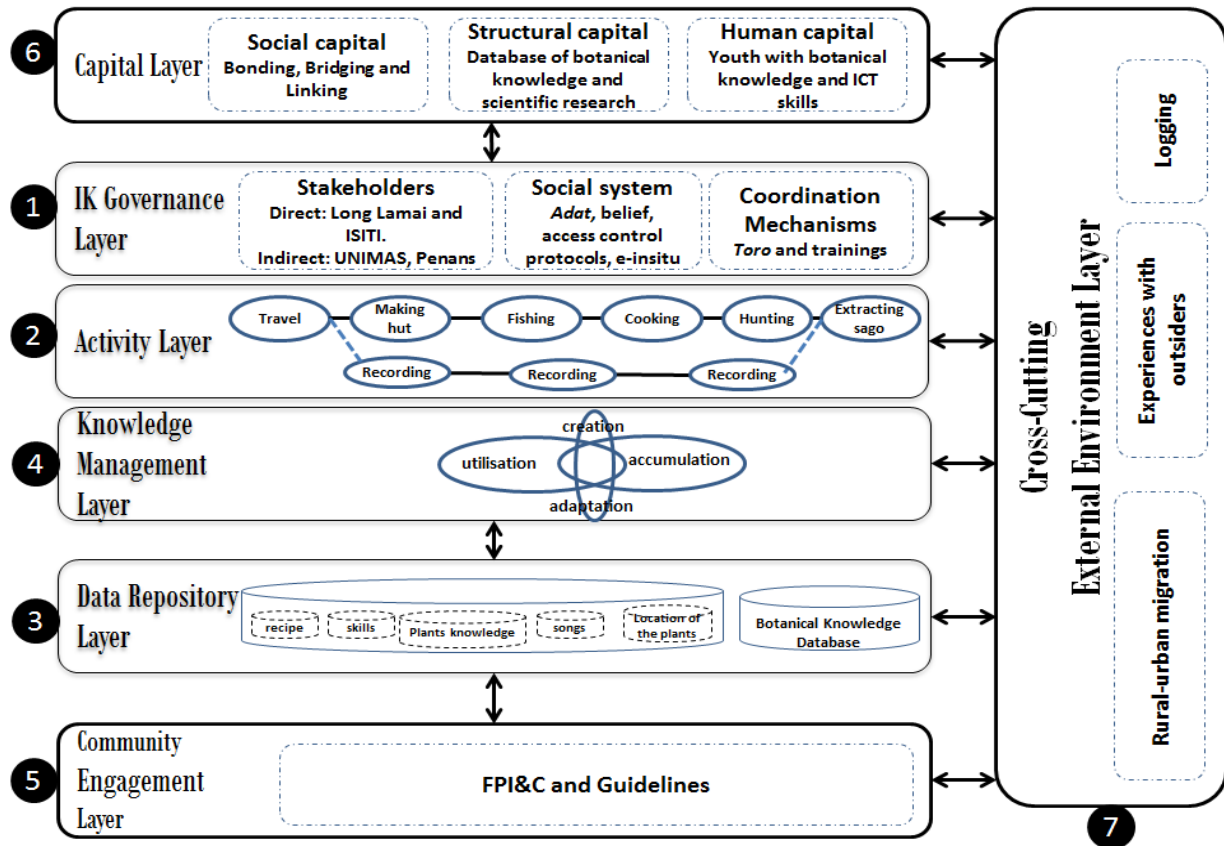 6
Capital Layer
Social capital
Bonding, Bridging and
Linking
Structural capital
Database of botanical
knowledge and
scientific research
Human capital
Youth with botanical
knowledge and ICT
skills
1
IK Governance
Layer
Stakeholders
Direct: Long Lamai and
ISITI.
Indirect: UNIMAS, Penans
Social system
Adat, belief,
access control
protocols, e-insitu
Coordination
Mechanisms
Toro and trainings
2
Activity Layer
Travel
Making
hut
Fishing
Cooking
Hunting
Extracting
sago
Recording
Recording
Recording
4
Knowledge
Management
Layer
creation
utilisation
accumulation
adaptation
3
Data Repository
Layer
recipe
skills
Plants knowledge
songs
Location of
the plants
Botanical Knowledge
Database
5
Community
Engagement
Layer
FPI&C and Guidelines
Cross-Cutting
External Environment Layer
Logging
Experiences with
outsiders
Rural-urban migration
7